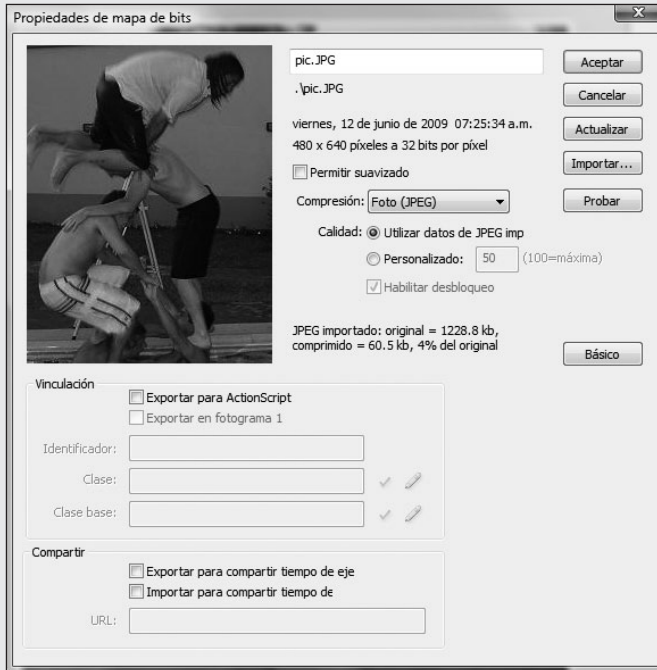 Propiedades de mapa de bits
pic.JPG
Aceptar
.\pic.JPG
Cancelar
viernes, 12 de junio de 2009 07:25:34 a.m.
Actualizar
480 x 640 píxeles a 32 bits por píxel
Importar...
Permitir suavizado
Compresión: Foto (JPEG)
Probar
Calidad: Utilizar datos de JPEG imp
Personalizado: 50 (100=máxima)
Habilitar desbloqueo
JPEG importado: original = 1228.8 kb,
comprimido = 60.5 kb, 4% del original
Básico
Vinculación
Exportar para ActionScript
Exportar en fotograma 1
Identificador:
Clase:
Clase base:
Compartir
Exportar para compartir tiempo de eje
Importar para compartir tiempo de
URL: